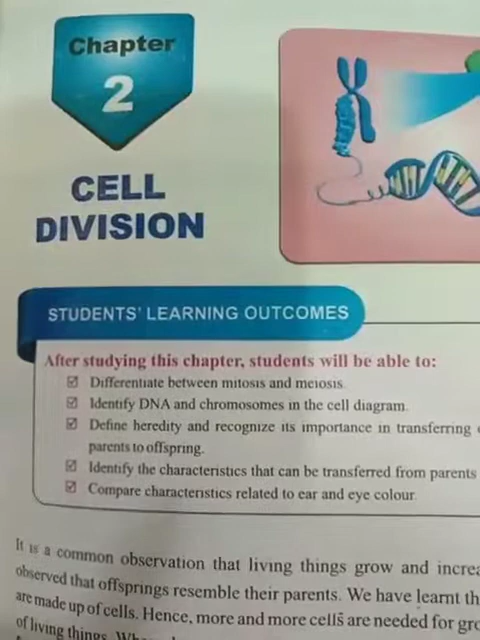 Chapter
2
CELL
DIVISION
STUDENTS' LEARNING OUTCOMES
After studying this chapter, students will be able to:
☑ Differentiate between mitosis and meiosis.
☑ Identify DNA and chromosomes in the cell diagram.
☑ Define heredity and recognize its importance in transferring
parents to offspring.
☑ Identify the characteristics that can be transferred from parents
☑ Compare characteristics related to ear and eye colour.
It is a common observation that living things grow and
observed that offsprings resemble their parents. We have learnt
are made up of cells. Hence, more and more cells are needed for
of living things.